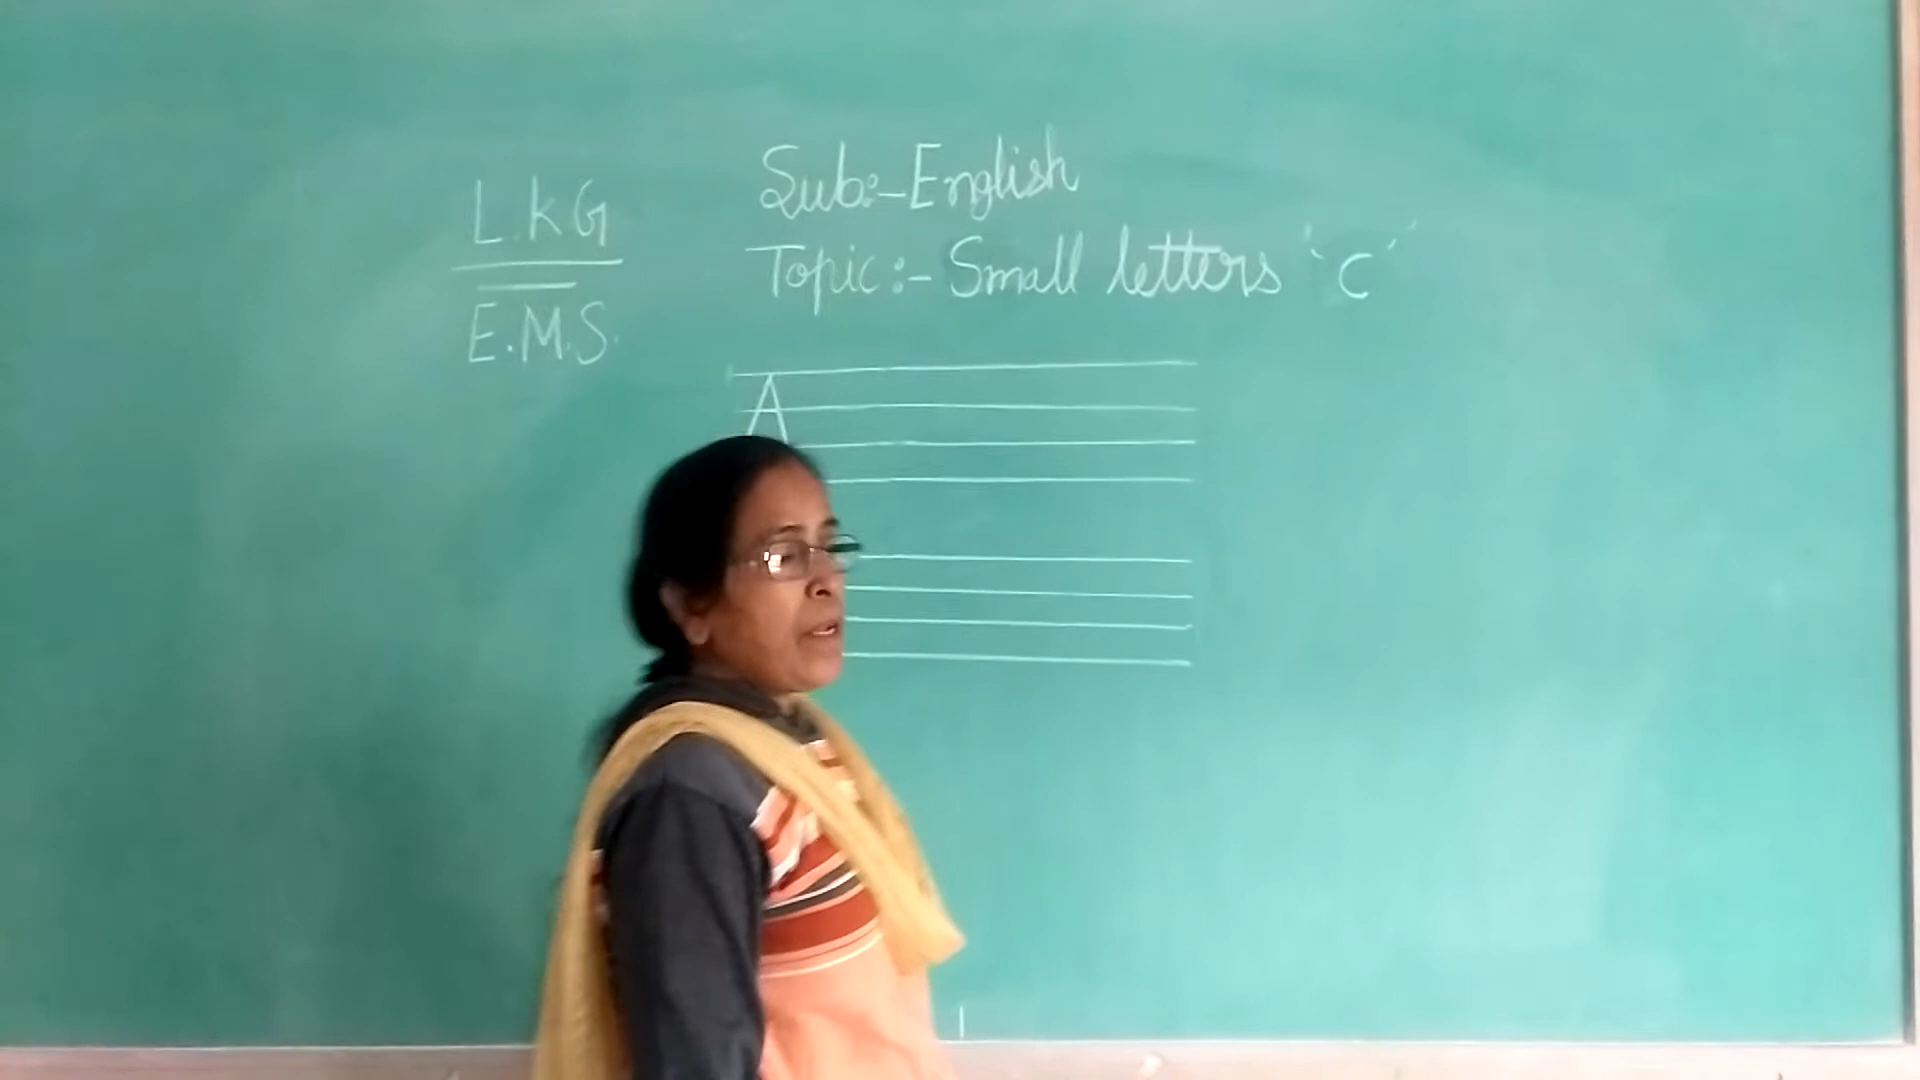 L.K G
E.M.S.
Sub:-English
Topic:- Small letters 'c'
A